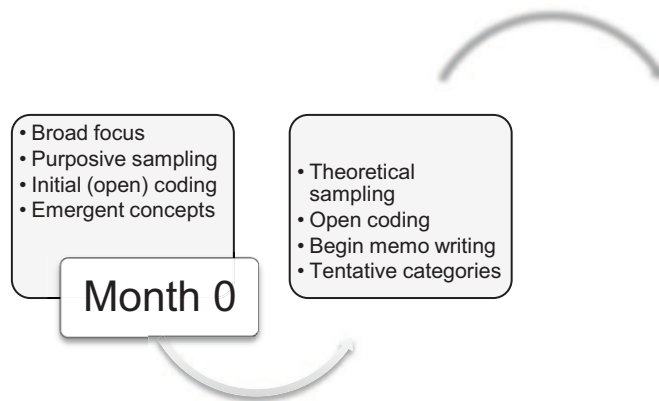 • Broad focus
• Purposive sampling
• Initial (open) coding
• Emergent concepts
Month 0
• Theoretical
sampling
• Open coding
• Begin memo writing
• Tentative categories